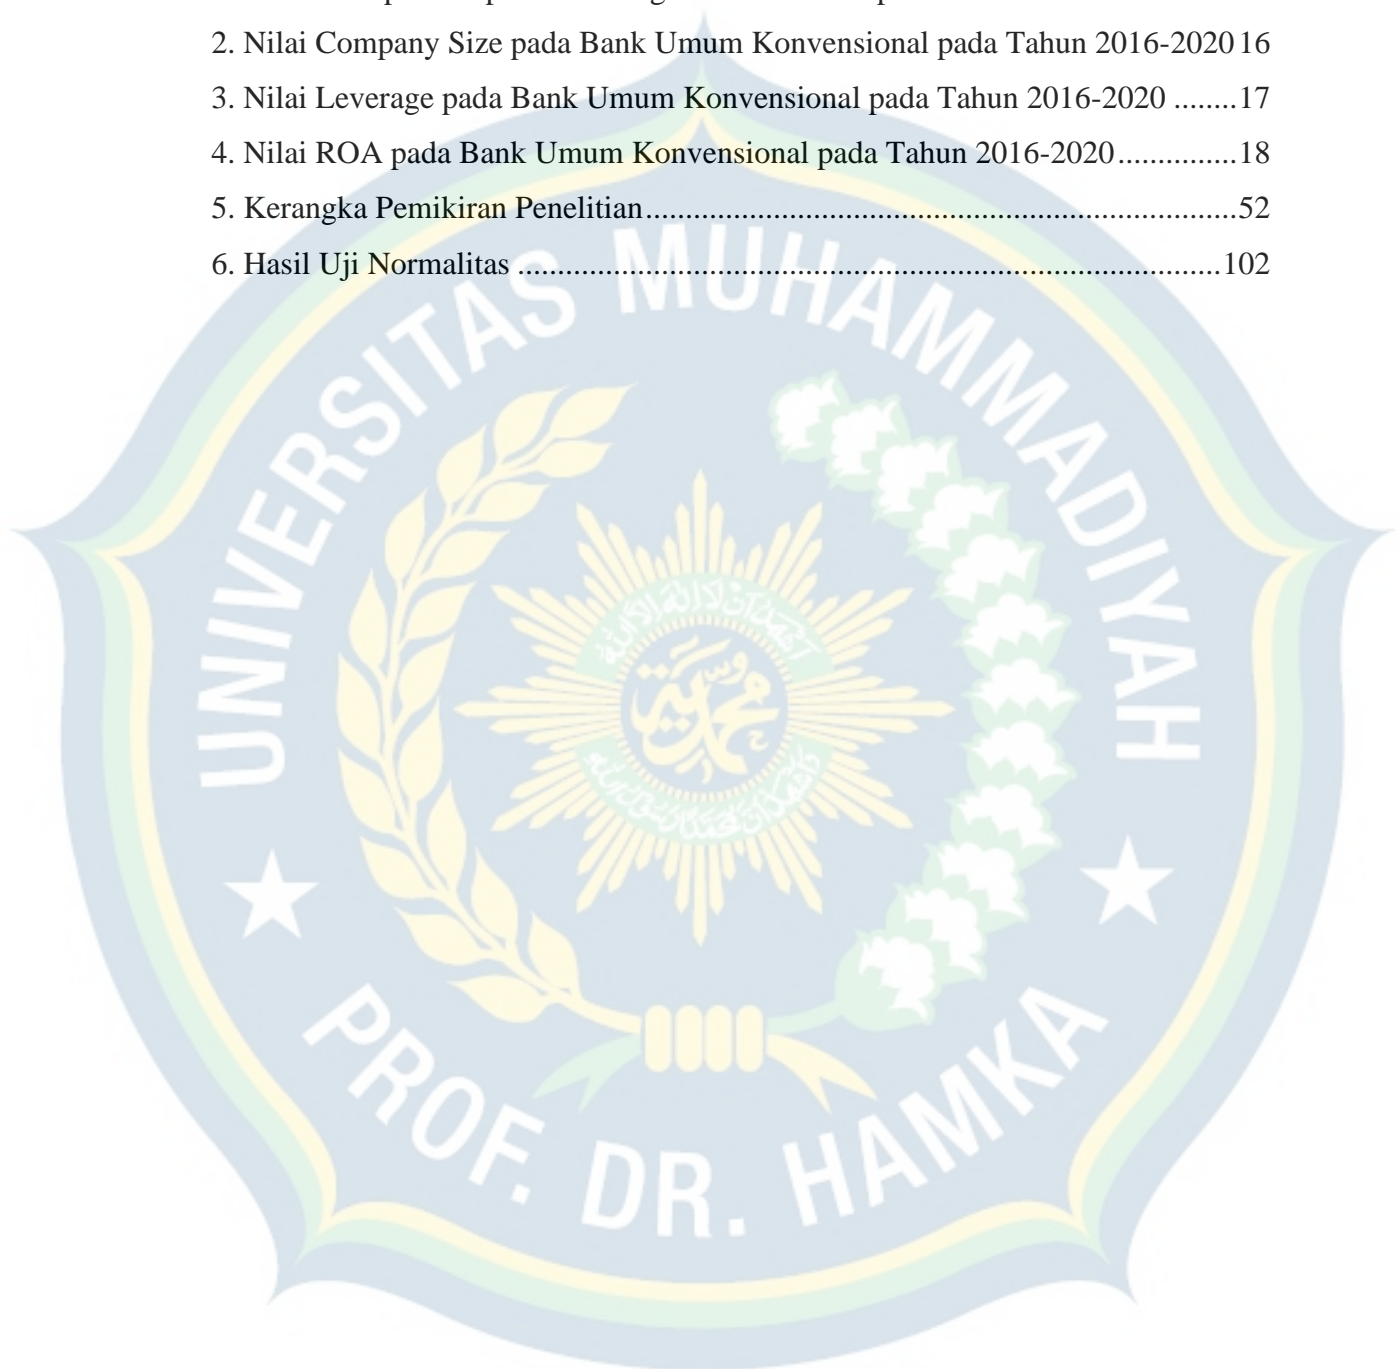 2. Nilai Company Size pada Bank Umum Konvensional pada Tahun 2016-2020 16
3. Nilai Leverage pada Bank Umum Konvensional pada Tahun 2016-2020 ........17
4. Nilai ROA pada Bank Umum Konvensional pada Tahun 2016-2020..............18
5. Kerangka Pemikiran Penelitian..........................................................................52
6. Hasil Uji Normalitas ........................................................................................102
UNIVERSITAS MUHAMMADIYAH
PROF. DR. HAMKA